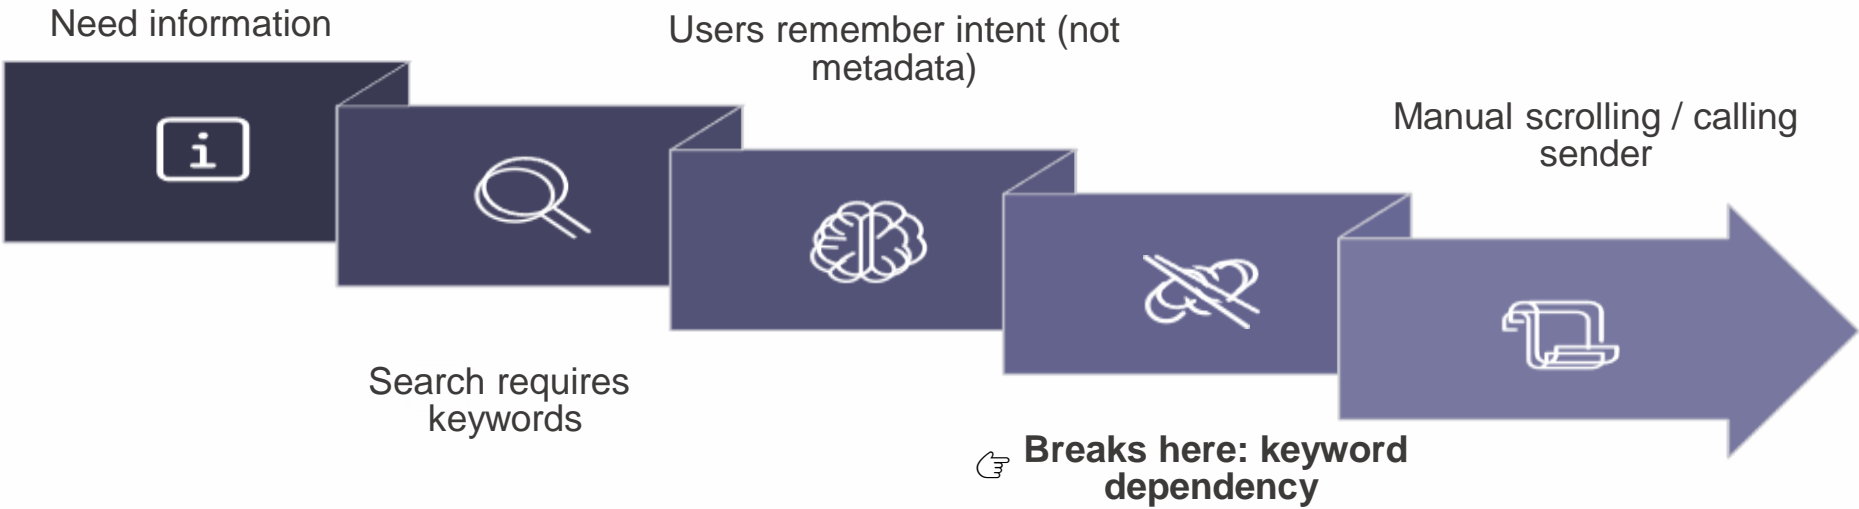 Need information
Search requires
keywords
Users remember intent (not
metadata)
☞ Breaks here: keyword
dependency
Manual scrolling / calling
sender